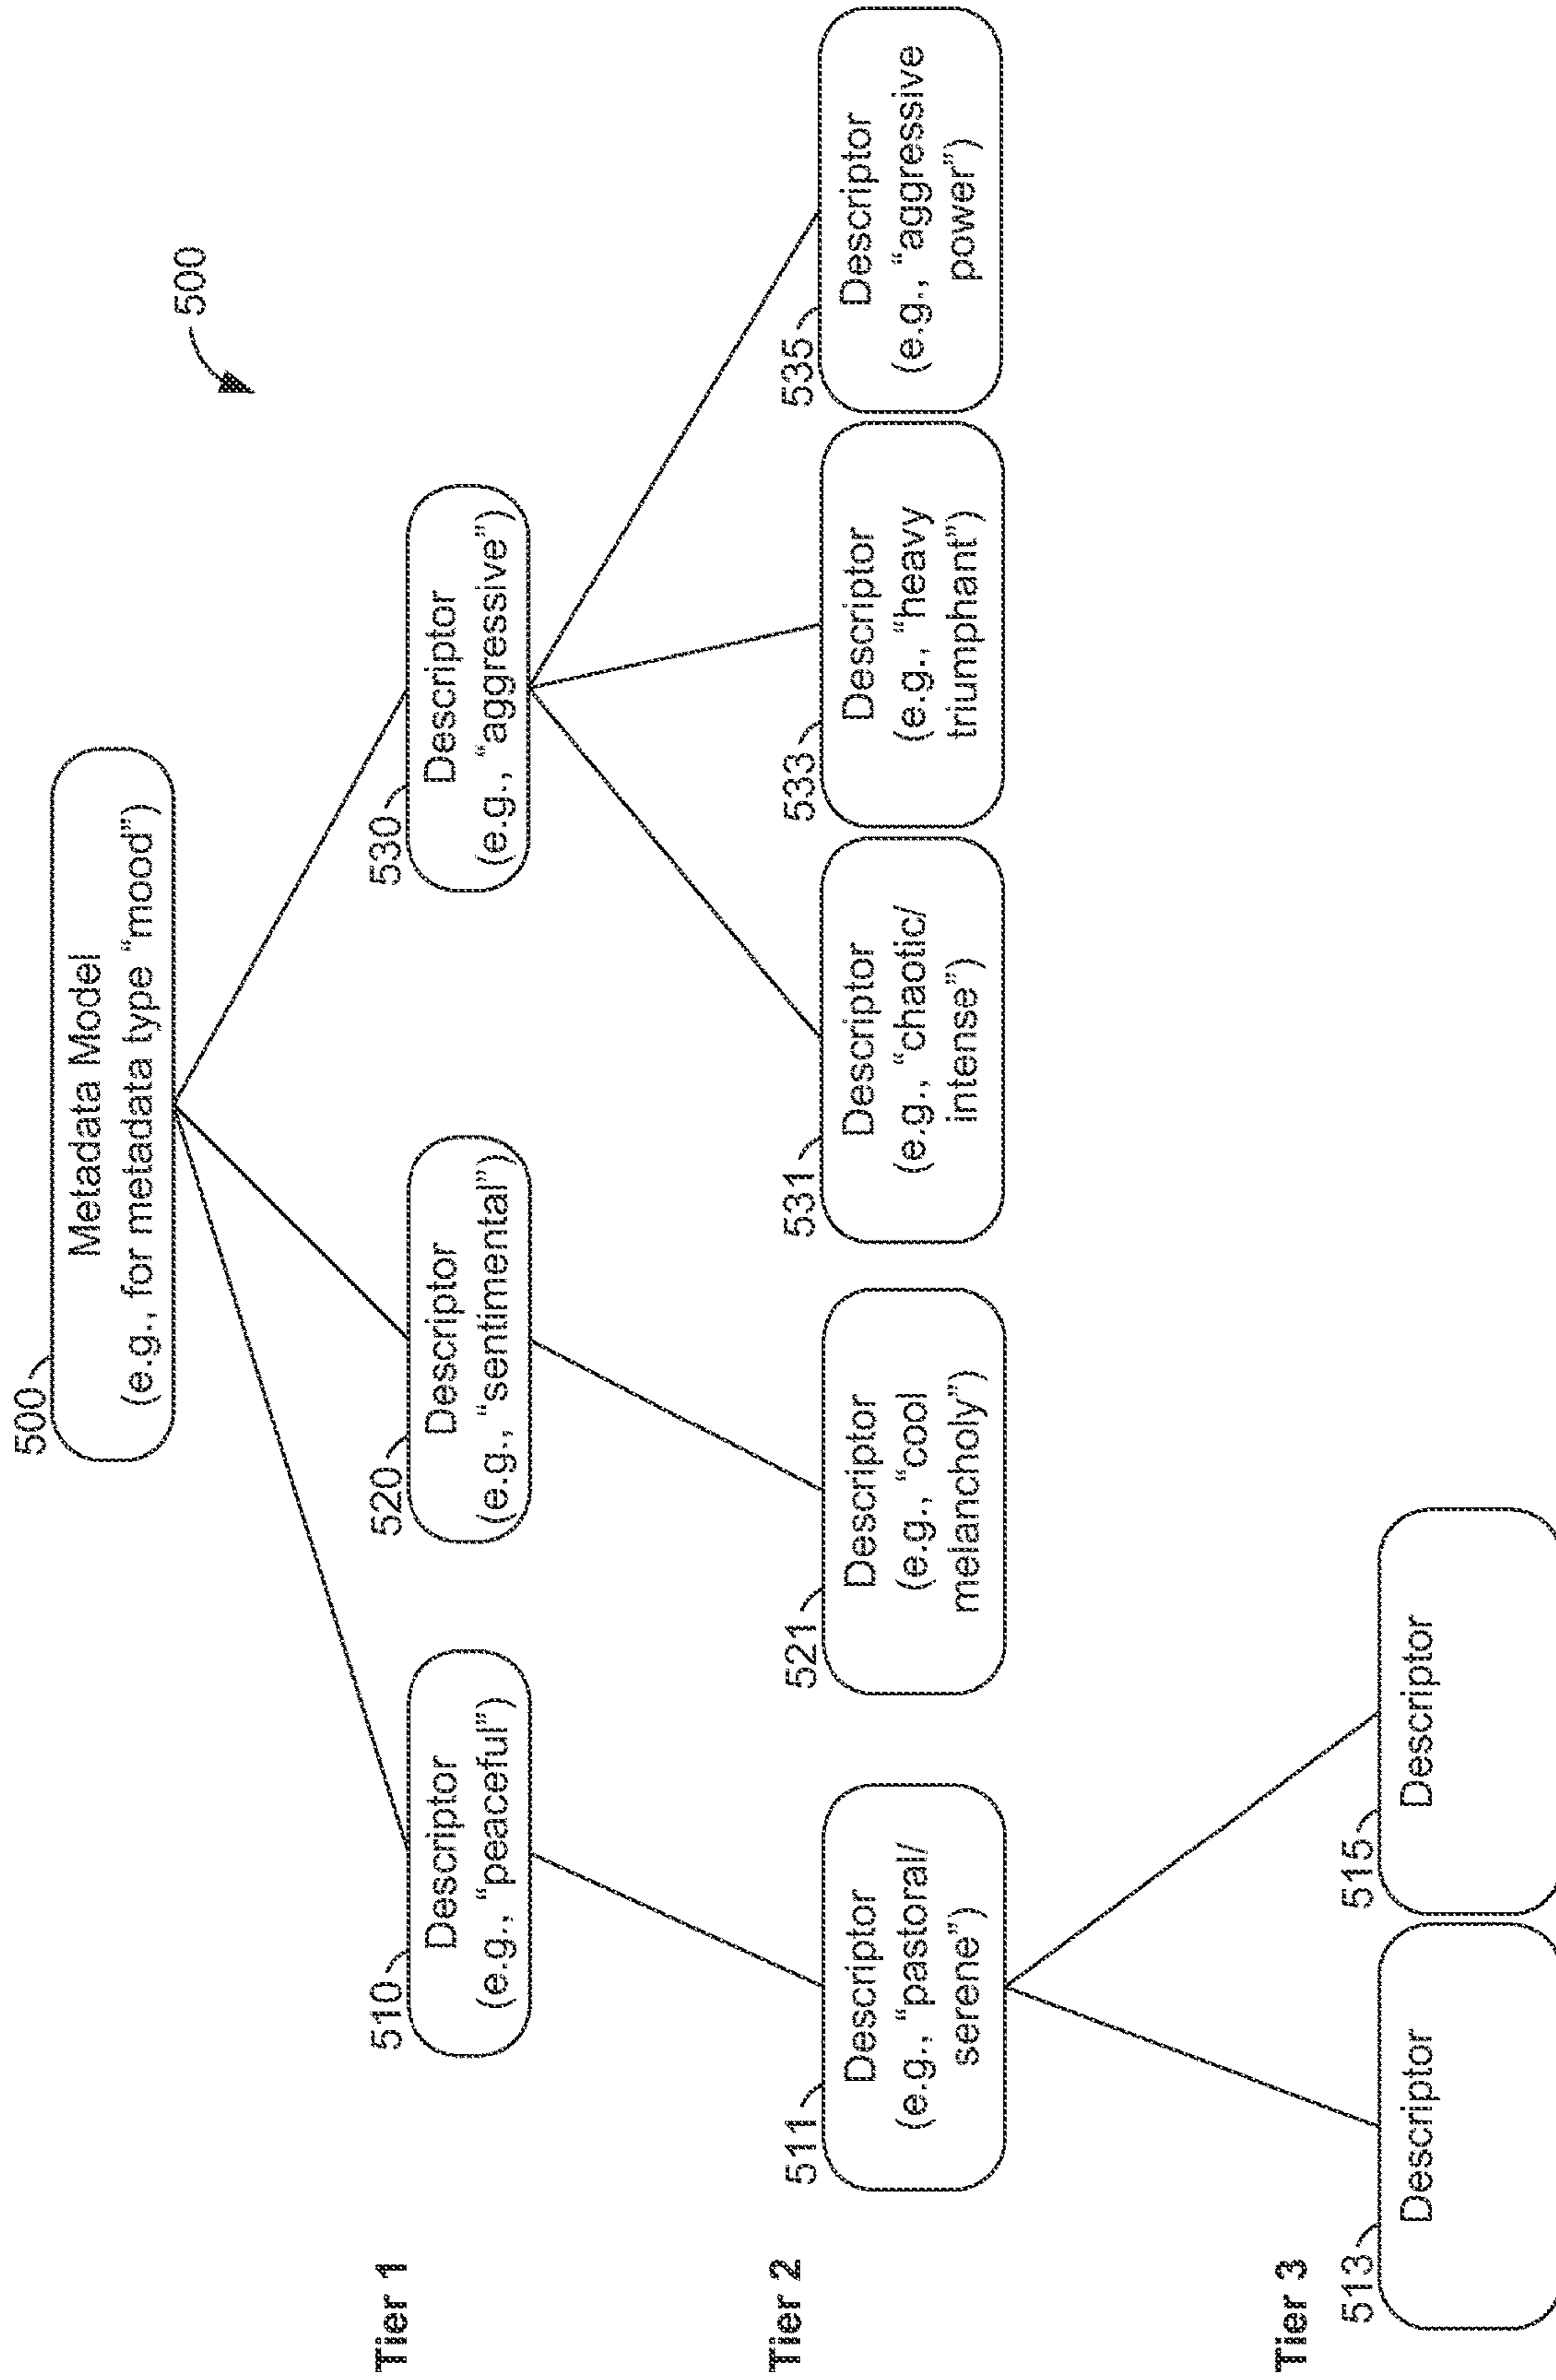 500
500
Metadata Model
(e.g., for metadata type “mood”)
Tier 1
510
Descriptor
(e.g., “peaceful”)
520
Descriptor
(e.g., “sentimental”)
530
Descriptor
(e.g., “aggressive”)
Tier 2
511
Descriptor
(e.g., “pastoral/
serene”)
521
Descriptor
(e.g., “cool
melancholy”)
531
Descriptor
(e.g., “chaotic/
intense”)
533
Descriptor
(e.g., “heavy
triumphant”)
535
Descriptor
(e.g., “aggressive
power”)
Tier 3
513
Descriptor
515
Descriptor